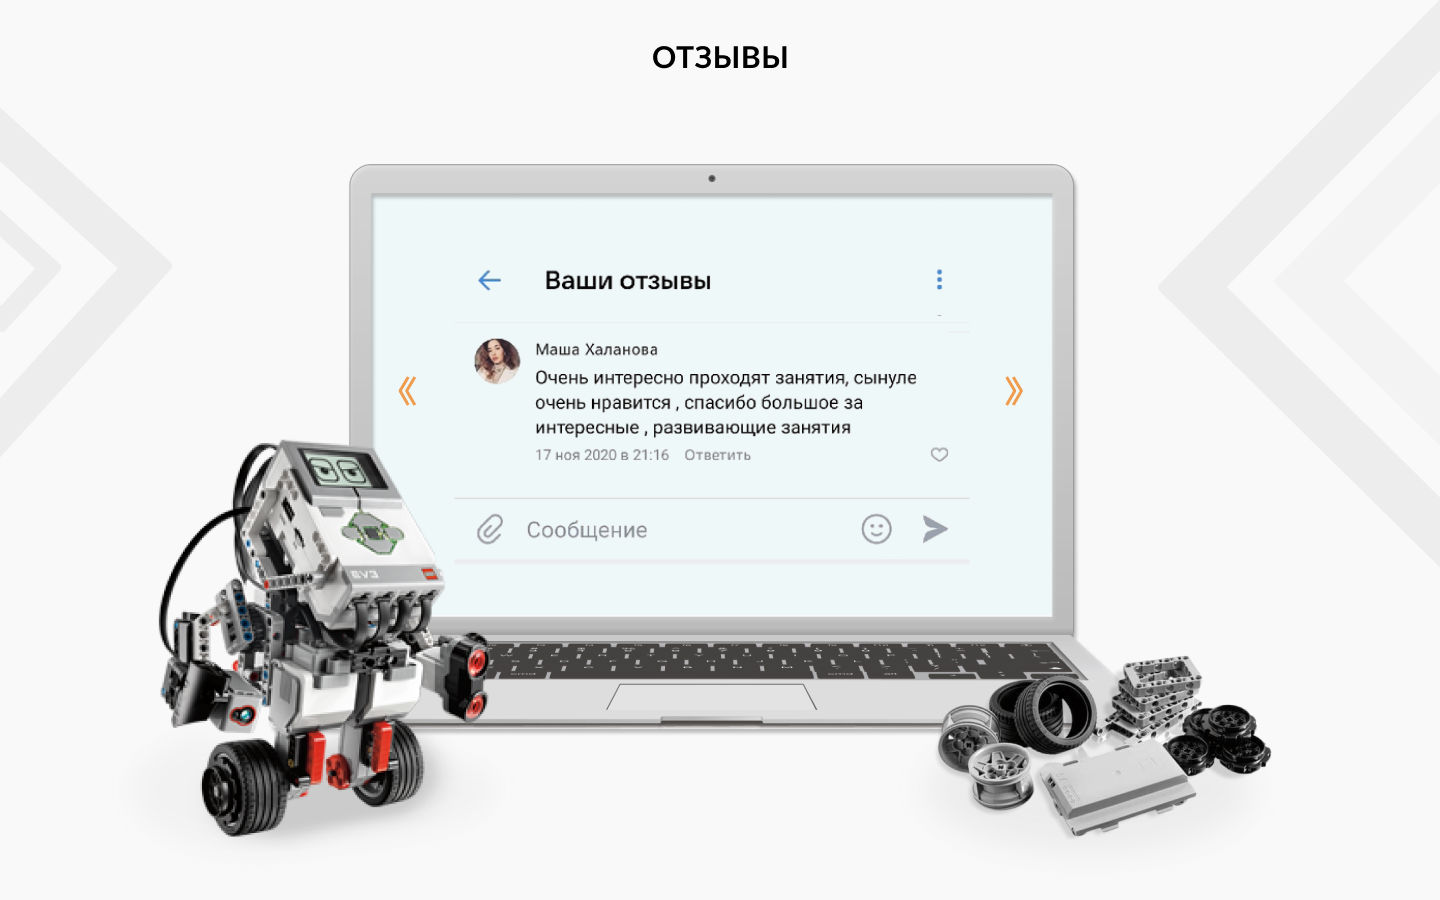 ОТЗЫВЫ
Ваши отзывы
Маша Халанова
Очень интересно проходят занятия, сынуле
очень нравится , спасибо большое за
интересные , развивающие занятия
17 ноя 2020 в 21:16 Ответить
Сообщение
EV3